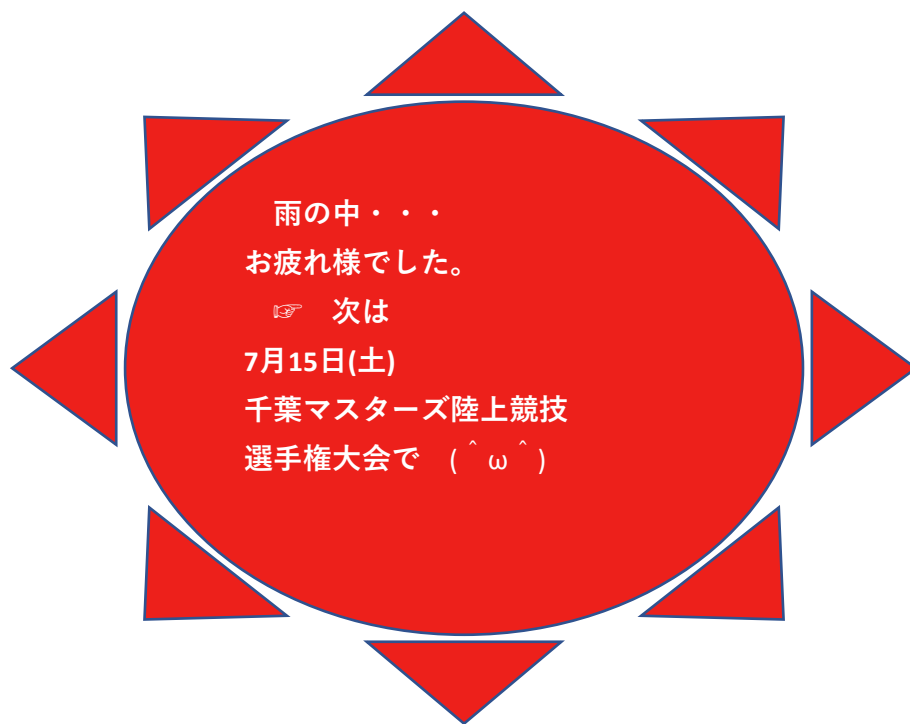 雨の中・・・
お疲れ様でした。
☞　次は
7月15日(土)
千葉マスターズ陸上競技
選手権大会で　(＾ω＾)